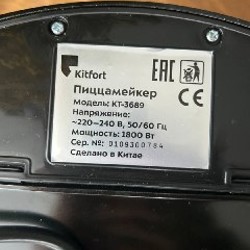 Kitfort
EAC
Пиццамейкер
Модель: КТ-3689
Напряжение:
~220–240 В, 50/60 Гц
Мощность: 1800 Вт
Сер. №: 3109300784
Сделано в Китае
CE